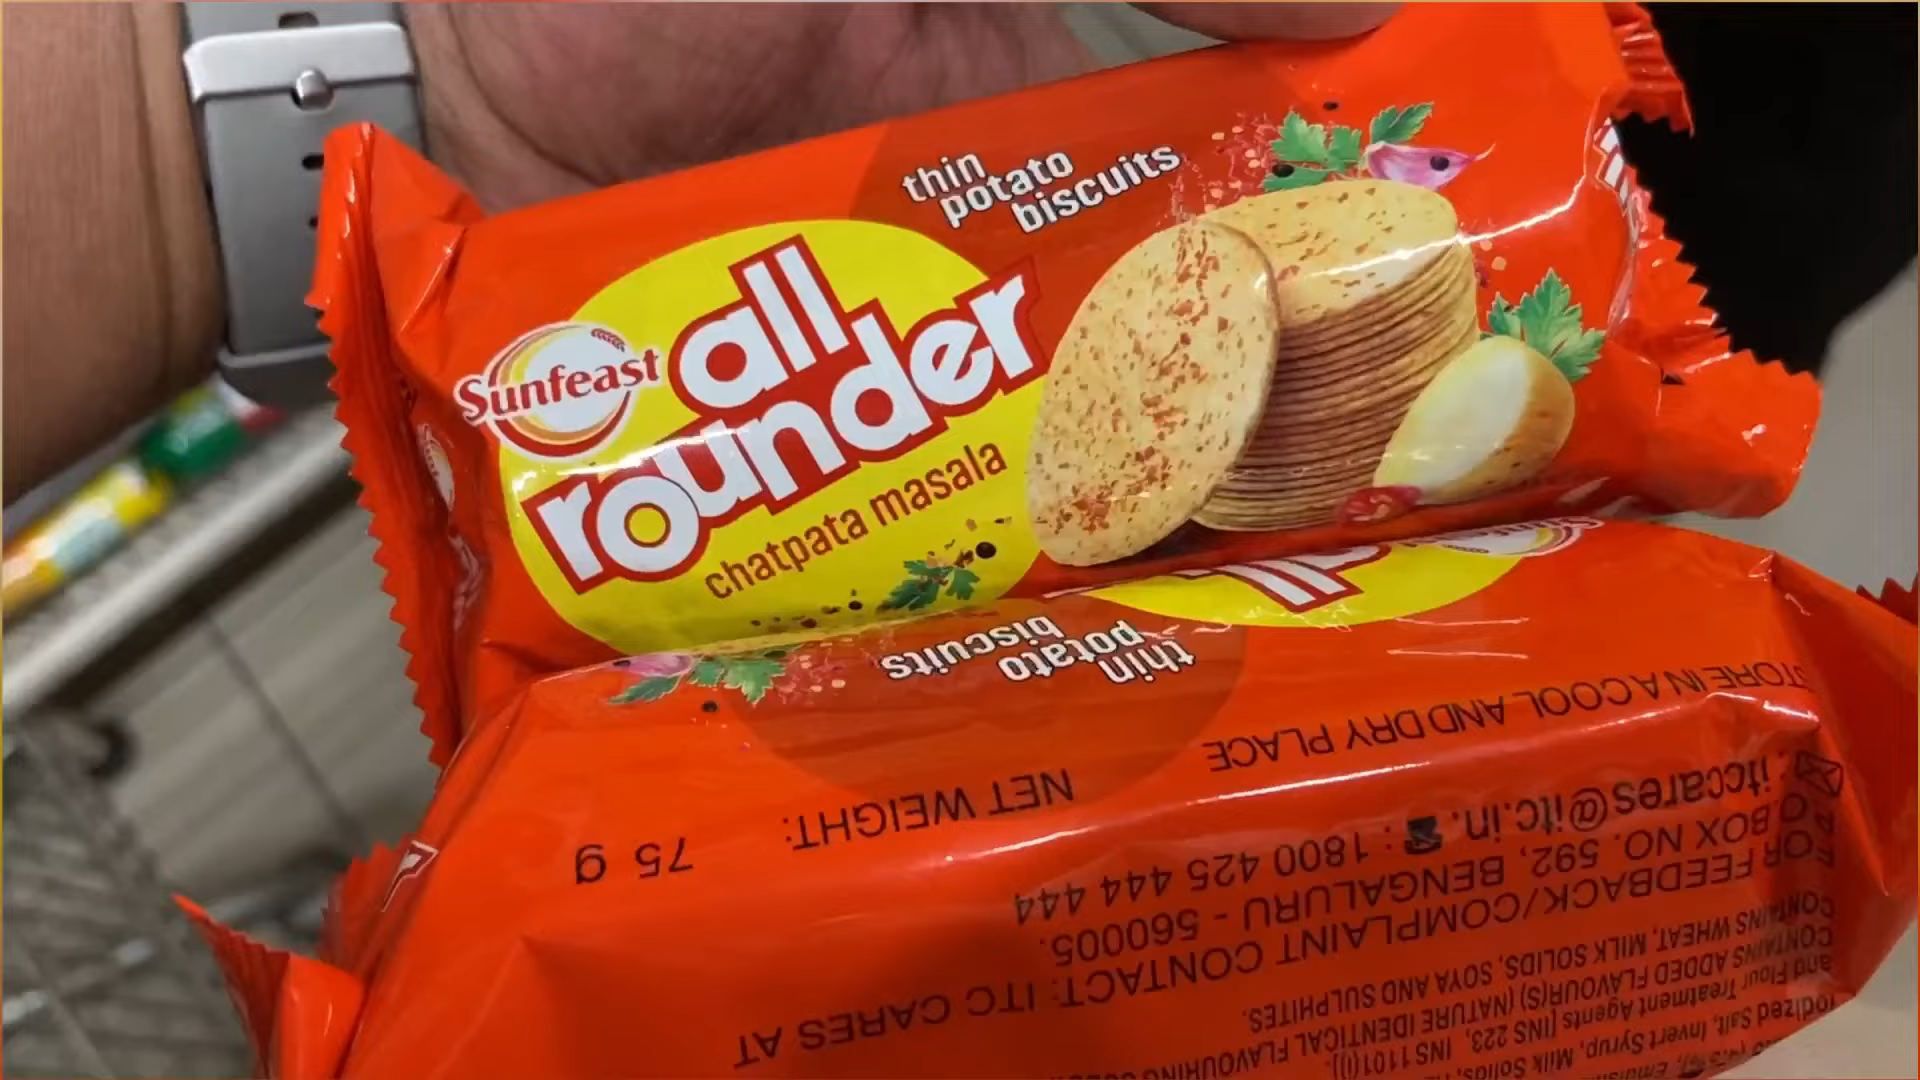 thin
potato
biscuits
Sunfeast
all
rounder
chatpata masala
thin
potato
biscuits
STORE IN A COOL AND DRY PLACE
NET WEIGHT: 75 g
itccares@itc.in. : 1800 425 444 444
BOX NO. 592, BENGALURU - 560005.
FOR FEEDBACK/COMPLAINT CONTACT: ITC CARES AT
CONTAINS WHEAT, MILK SOLIDS, SOYA AND SULPHITES.
CONTAINS ADDED FLAVOUR(S) (NATURE IDENTICAL FLAVOURING
and Flour Treatment Agents [INS 223, INS 1101(i)].
Iodized Salt, Invert Syrup, Milk Solids,